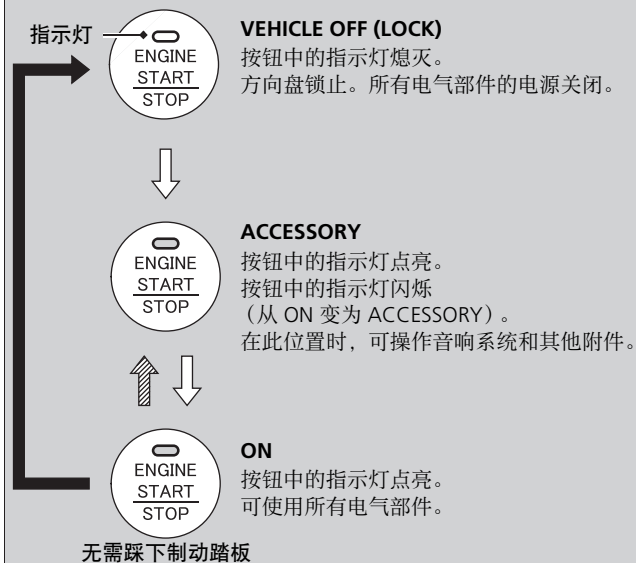 指示灯
ENGINE
START
STOP
VEHICLE OFF (LOCK)
按钮中的指示灯熄灭。
方向盘锁止。所有电气部件的电源关闭。
ENGINE
START
STOP
ACCESSORY
按钮中的指示灯点亮。
按钮中的指示灯闪烁
（从 ON 变为 ACCESSORY）。
在此位置时，可操作音响系统和其他附件。
ENGINE
START
STOP
ON
按钮中的指示灯点亮。
可使用所有电气部件。
无需踩下制动踏板